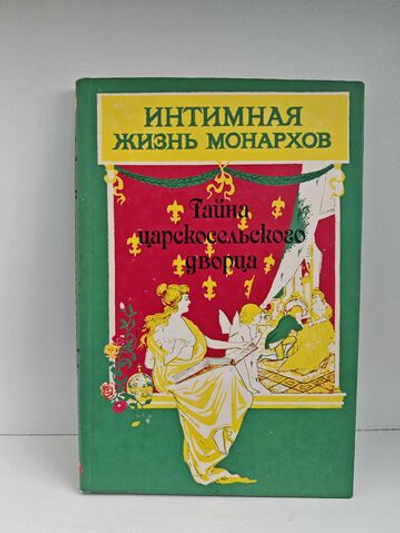 ИНТИМНАЯ
ЖИЗНЬ МОНАРХОВ
Тайна
царскосельского
дворца